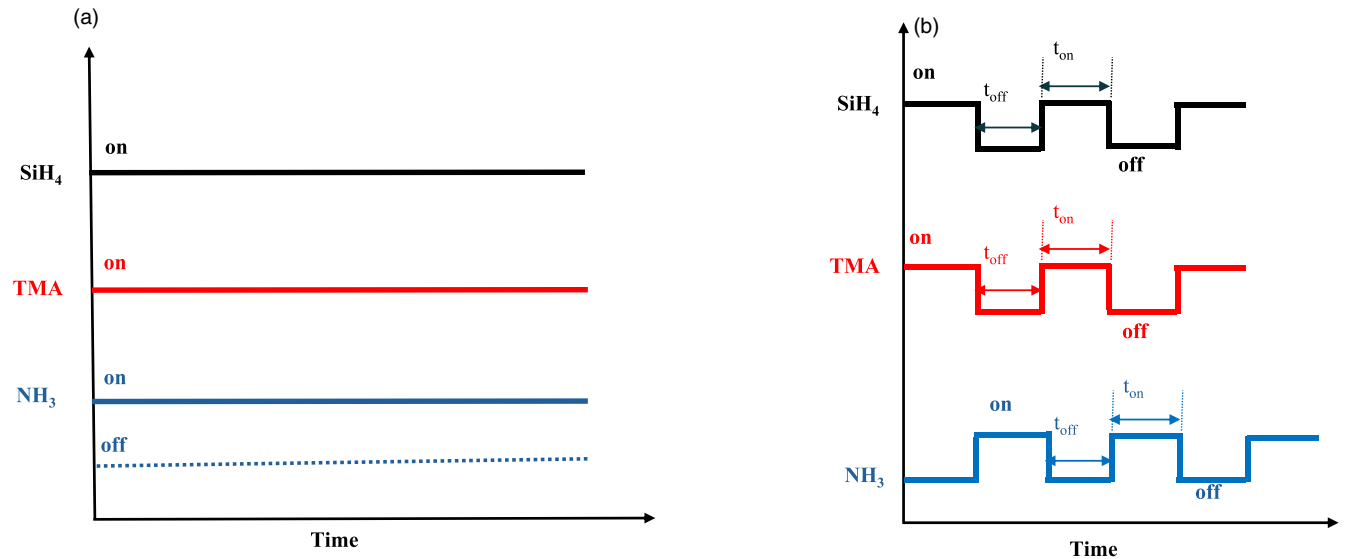 (a)
on
SiH₄
on
TMA
on
NH₃
off
Time
(b)
on
tₒₙ
tₒff
SiH₄
off
on
tₒₙ
tₒff
TMA
off
on
tₒₙ
tₒff
NH₃
off
Time